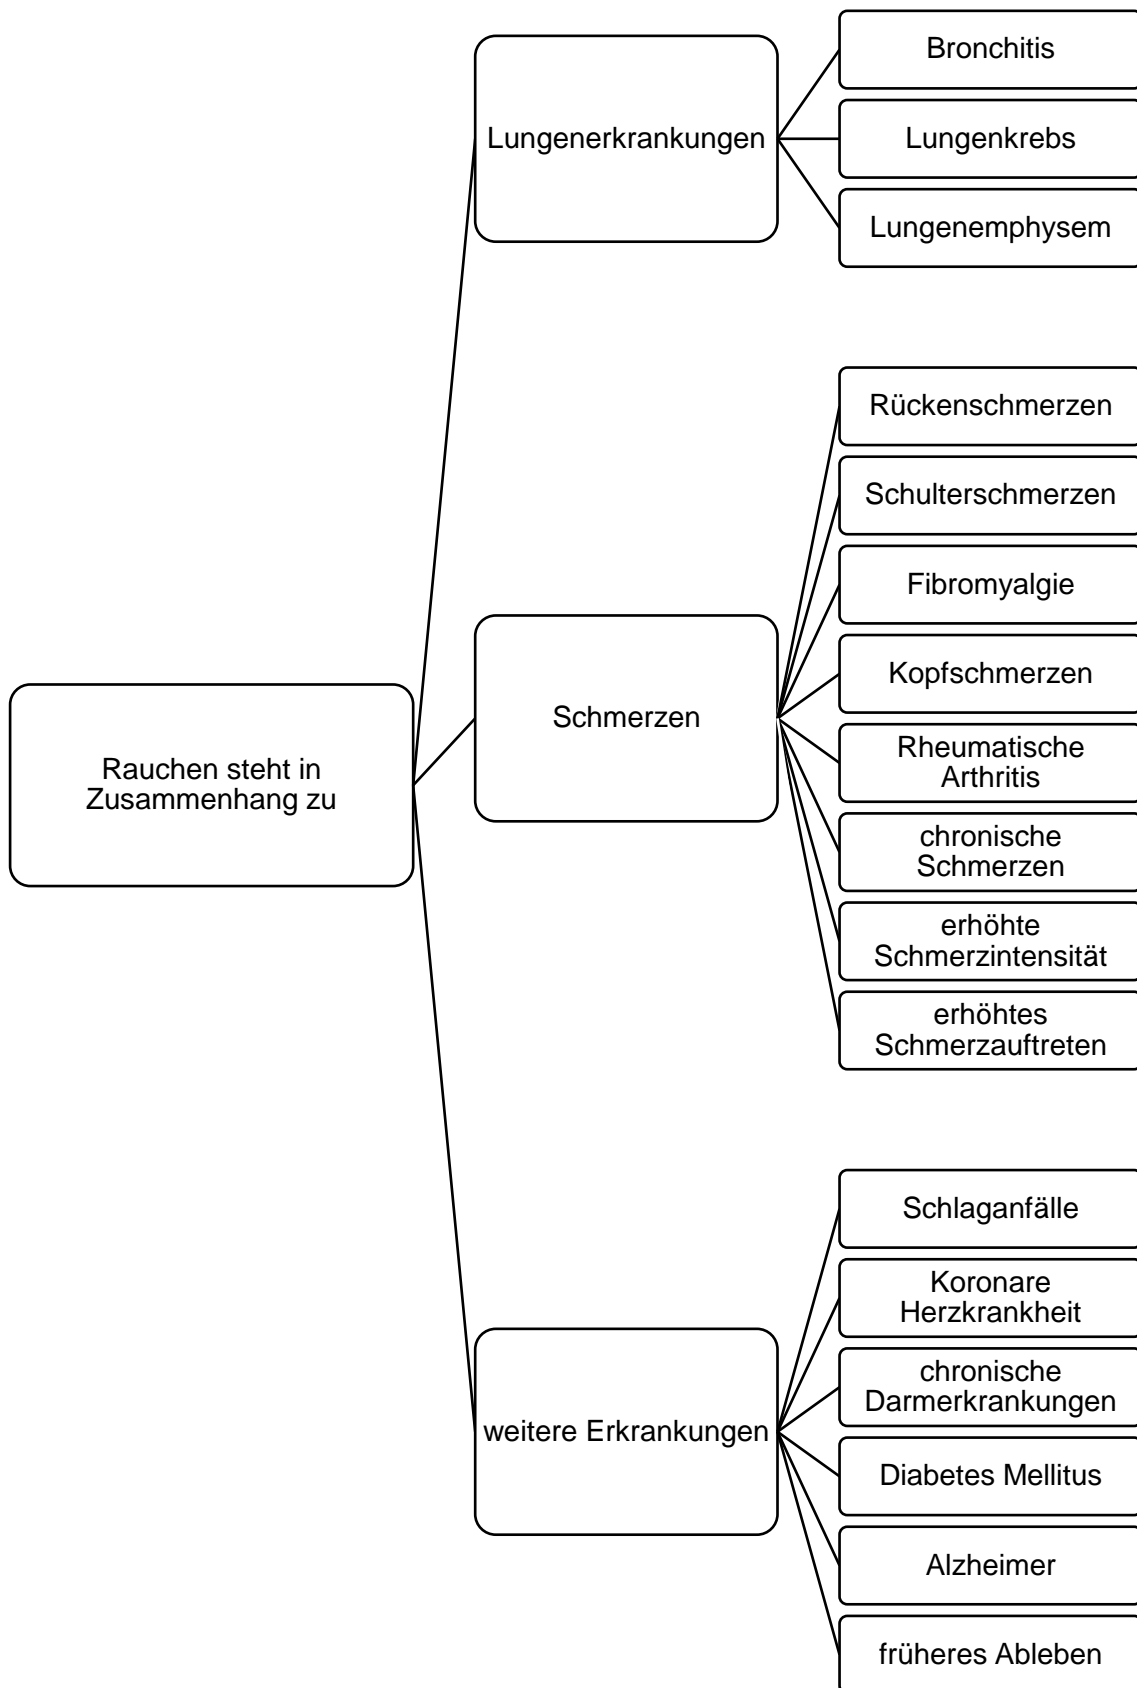 Rauchen steht in
Zusammenhang zu
Lungenerkrankungen
Bronchitis
Lungenkrebs
Lungenemphysem
Schmerzen
Rückenschmerzen
Schulterschmerzen
Fibromyalgie
Kopfschmerzen
Rheumatische
Arthritis
chronische
Schmerzen
erhöhte
Schmerzintensität
erhöhtes
Schmerzauftreten
weitere Erkrankungen
Schlaganfälle
Koronare
Herzkrankheit
chronische
Darmerkrankungen
Diabetes Mellitus
Alzheimer
früheres Ableben